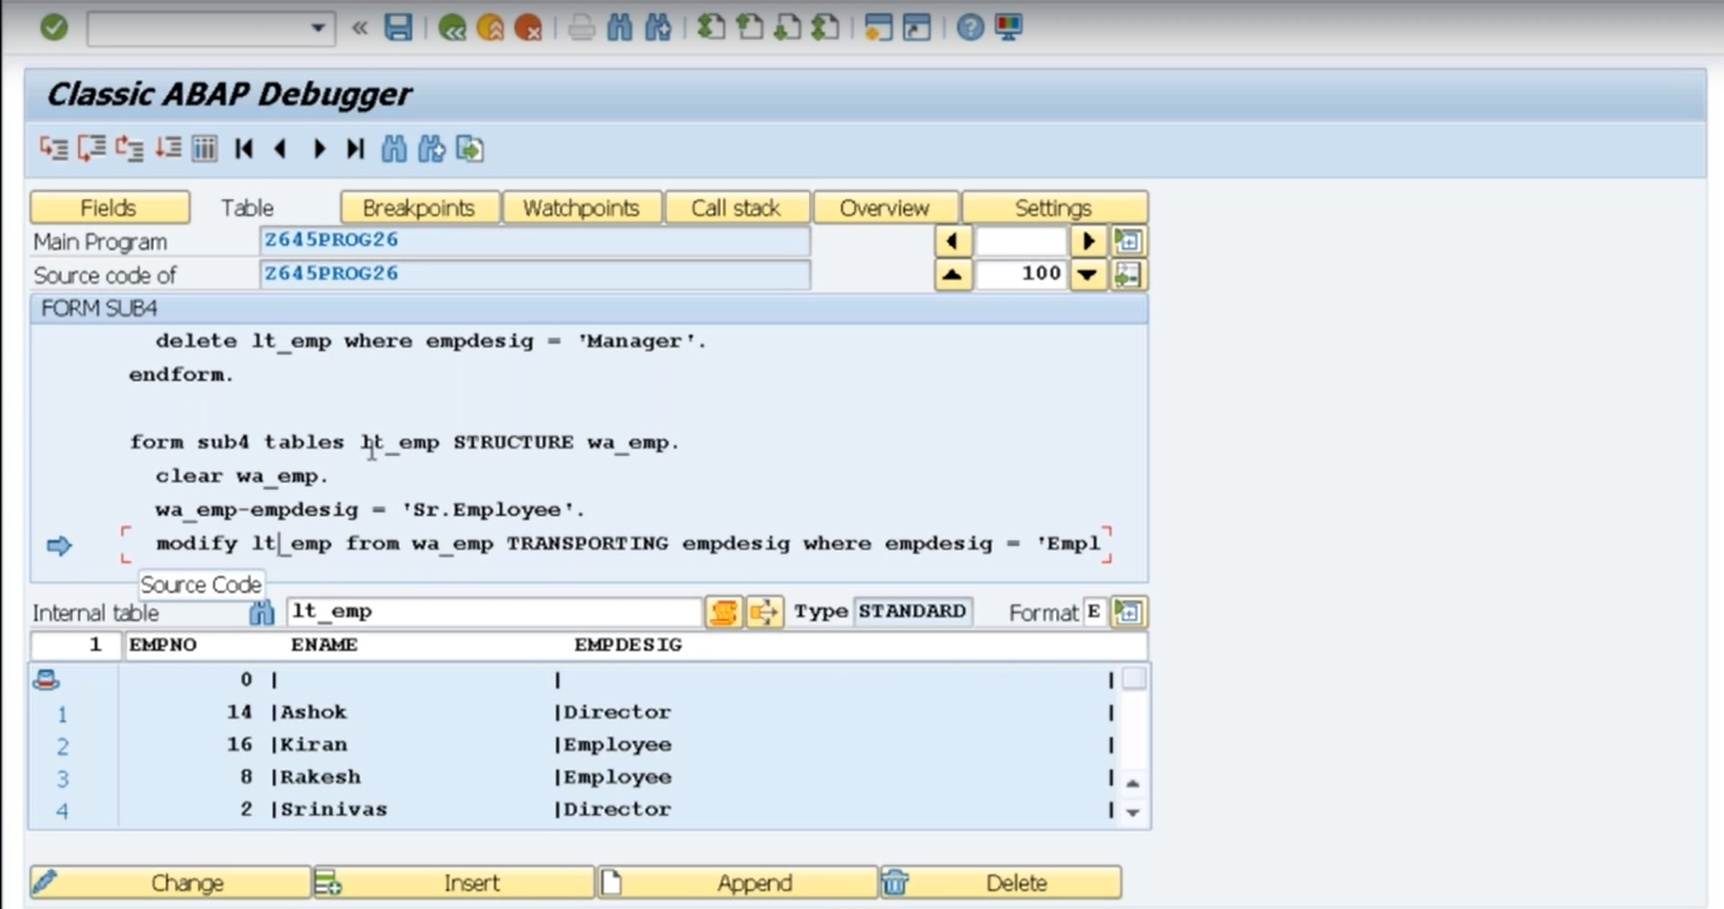 Classic ABAP Debugger
Fields Table Breakpoints Watchpoints Call stack Overview Settings
Main Program Z645PROG26
Source code of Z645PROG26 100
FORM SUB4
delete lt_emp where empdesig = 'Manager'.
endform.
form sub4 tables lt_emp STRUCTURE wa_emp.
clear wa_emp.
wa_emp-empdesig = 'Sr.Employee'.
modify lt_emp from wa_emp TRANSPORTING empdesig where empdesig = 'Empl
Source Code
Internal table lt_emp Type STANDARD Format E
1 EMPNO ENAME EMPDESIG
0 | | |
1 14 |Ashok |Director |
2 16 |Kiran |Employee |
3 8 |Rakesh |Employee |
4 2 |Srinivas |Director |
Change Insert Append Delete